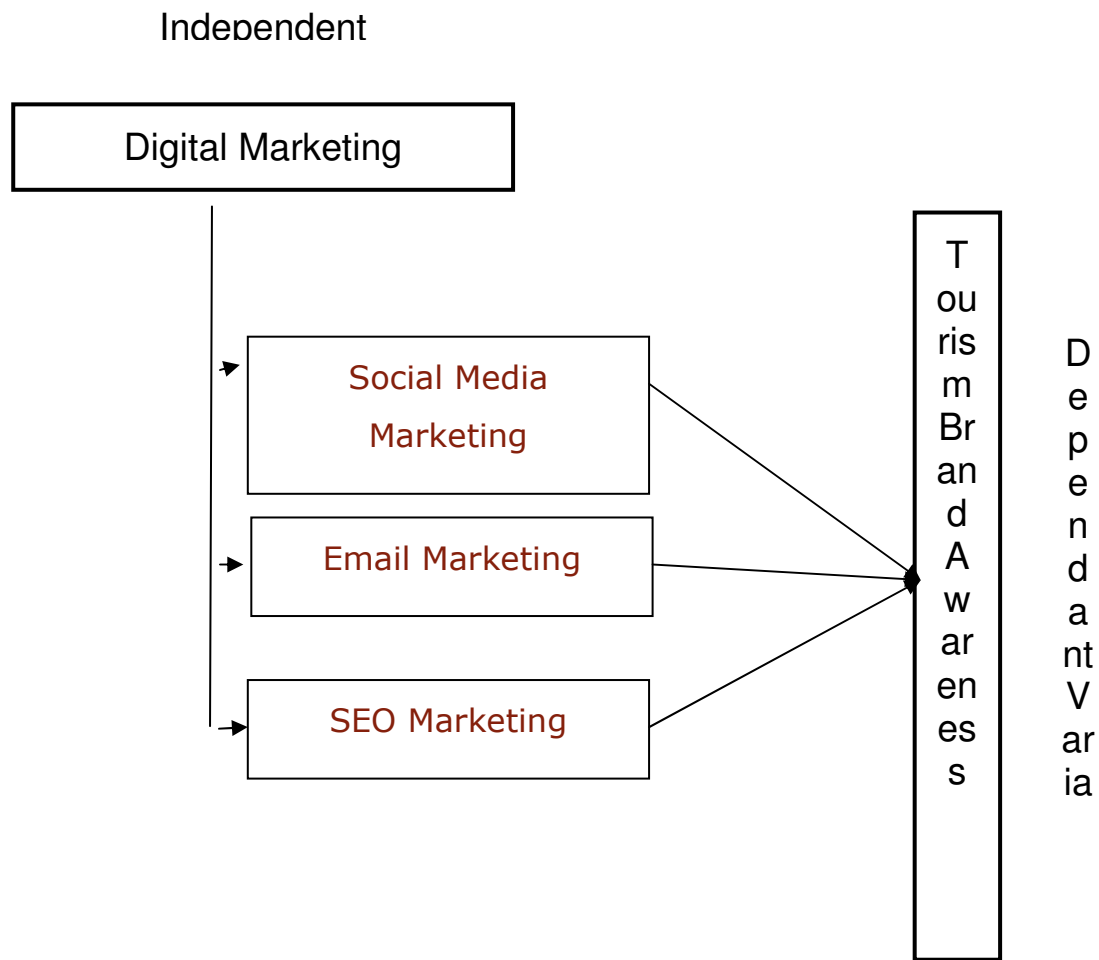 Independent
Digital Marketing
Social Media
Marketing
Email Marketing
SEO Marketing
T
ou
ris
m
Br
an
d
A
w
ar
en
es
s
D
e
p
e
n
d
a
nt
V
ar
ia